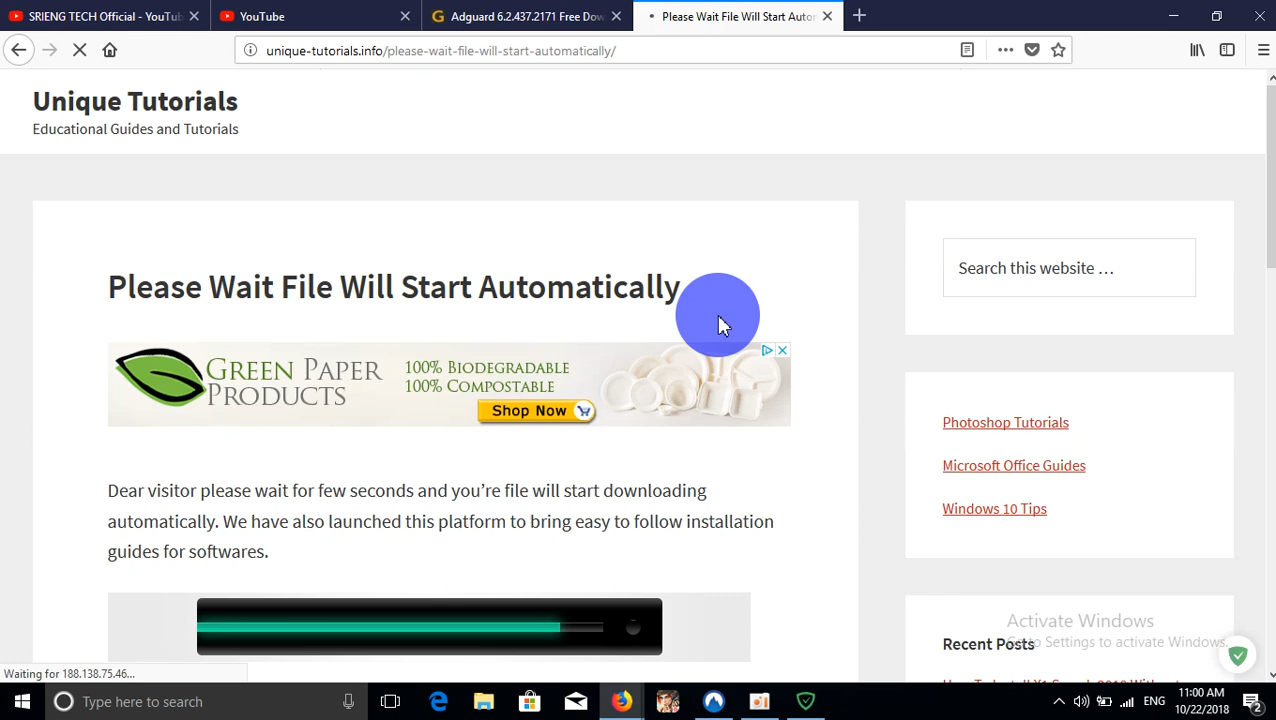 SRIENG TECH Official - YouTub
YouTube
Adguard 6.2.437.2171 Free Dow
Please Wait File Will Start Autom
unique-tutorials.info/please-wait-file-will-start-automatically/
Unique Tutorials
Educational Guides and Tutorials
Please Wait File Will Start Automatically
Search this website …
GREEN PAPER PRODUCTS
100% BIODEGRADABLE
100% COMPOSTABLE
Shop Now
Photoshop Tutorials
Microsoft Office Guides
Windows 10 Tips
Dear visitor please wait for few seconds and you’re file will start downloading
automatically. We have also launched this platform to bring easy to follow installation
guides for softwares.
Activate Windows
Go to Settings to activate Windows.
Recent Posts
Waiting for 188.138.75.46...
Type here to search
ENG
11:00 AM
10/22/2018
2